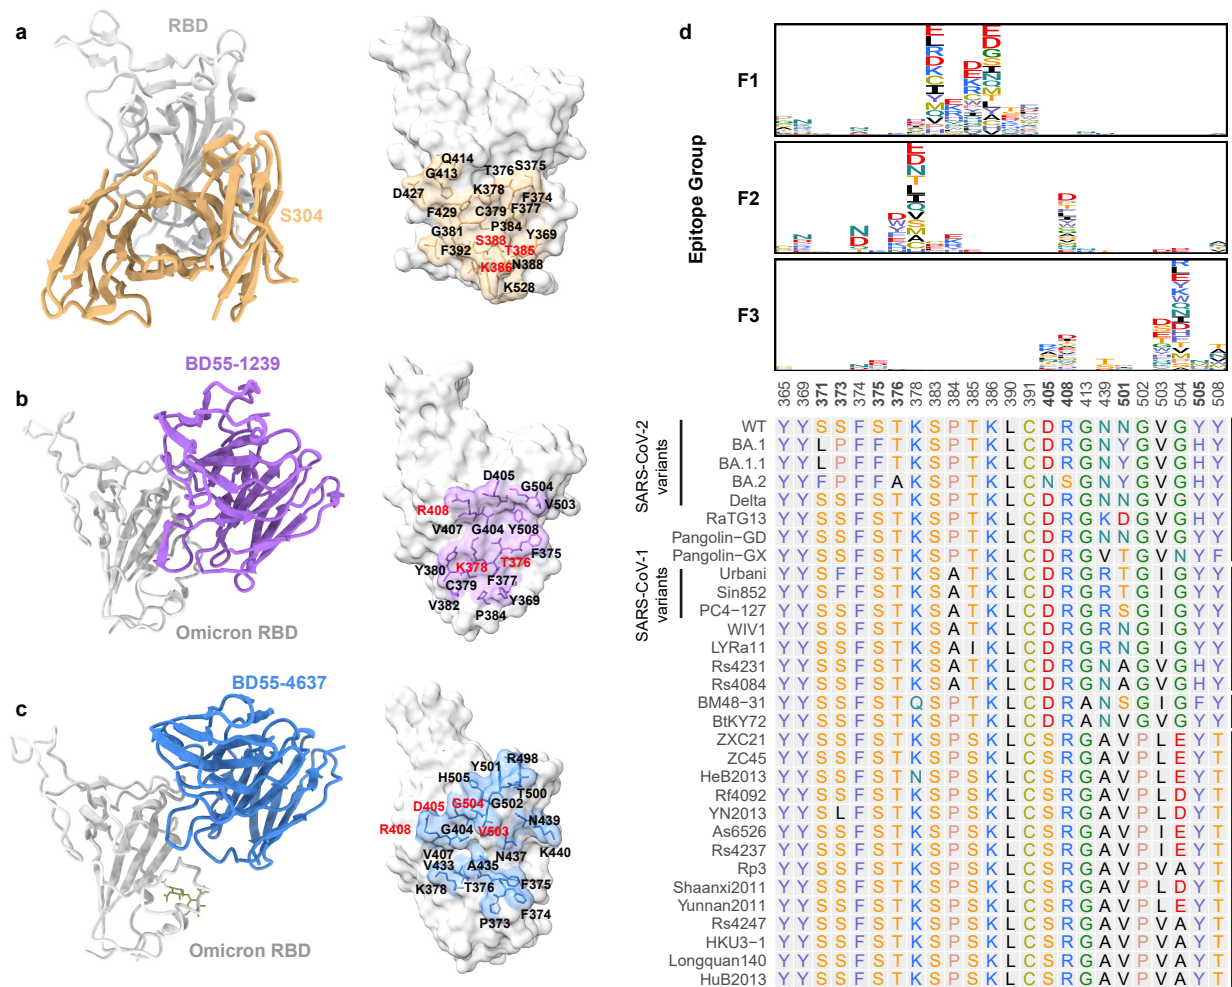 a
RBD
S304
Q414
G413
T376
S375
D427
K378
F374
F429
C379
F377
G381
P384
Y369
S383
F392
T385
K386
N388
K528
b
BD55-1239
Omicron RBD
D405
G504
V503
R408
V407
G404
Y508
F375
Y380
K378
T376
C379
F377
V382
Y369
P384
c
BD55-4637
Omicron RBD
Y501
R498
H505
T500
D405
G504
G502
R408
G404
V503
N439
K440
V407
N437
V433
A435
K378
T376
F375
F374
P373
d
Epitope Group
F1
F2
F3
365 369 371 373 374 375 376 378 383 384 385 386 390 391 405 408 413 439 501 502 503 504 505 508
SARS-CoV-2
variants
SARS-CoV-1
variants
WT Y Y S S F S T K S P T K L C D R G N N G V G Y Y
BA.1 Y Y L P F F T K S P T K L C D R G N Y G V G H Y
BA.1.1 Y Y L P F F T K S P T K L C D R G N Y G V G H Y
BA.2 Y Y F P F F A K S P T K L C N S G N Y G V G H Y
Delta Y Y S S F S T K S P T K L C D R G N N G V G Y Y
RaTG13 Y Y S S F S T K S P T K L C D R G K D G V G H Y
Pangolin-GD Y Y S S F S T K S P T K L C D R G N N G V G Y Y
Pangolin-GX Y Y S S F S T K S P T K L C D R G V T G V N Y F
Urbani Y Y S F F S T K S A T K L C D R G R T G I G Y Y
Sin852 Y Y S F F S T K S A T K L C D R G R T G I G Y Y
PC4-127 Y Y S S F S T K S A T K L C D R G R S G I G Y Y
WIV1 Y Y S S F S T K S A T K L C D R G R N G I G Y Y
LYRa11 Y Y S S F S T K S A I K L C D R G R N G I G Y Y
Rs4231 Y Y S S F S T K S A T K L C D R G N A G V G H Y
Rs4084 Y Y S S F S T K S A T K L C D R G N A G V G H Y
BM48-31 Y Y S S F S T Q S P T K L C D R A N S G I G F Y
BtKY72 Y Y S S F S T K S P T K L C D R A N V G V G Y Y
ZXC21 Y Y S S F S T K S P S K L C S R G A V P L E Y T
ZC45 Y Y S S F S T K S P S K L C S R G A V P L E Y T
HeB2013 Y Y S S F S T N S P S K L C S R G A V P L E Y T
Rf4092 Y Y S S F S T K S P S K L C S R G A V P L D Y T
YN2013 Y Y S L F S T K S P S K L C S R G A V P L D Y T
As6526 Y Y S S F S T K S P S K L C S R G A V P I E Y T
Rs4237 Y Y S S F S T K S P S K L C S R G A V P I E Y T
Rp3 Y Y S S F S T K S P S K L C S R G A V P V A Y T
Shaanxi2011 Y Y S S F S T K S P S K L C S R G A V P L D Y T
Yunnan2011 Y Y S S F S T K S P S K L C S R G A V P L E Y T
Rs4247 Y Y S S F S T K S P S K L C S R G A V P V A Y T
HKU3-1 Y Y S S F S T K S P S K L C S R G A V P V A Y T
Longquan140 Y Y S S F S T K S P S K L C S R G A V P V A Y T
HuB2013 Y Y S S F S T K S P S K L C S R G A V P V A Y T